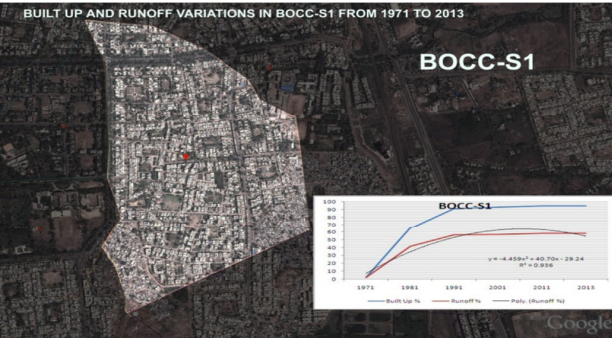 BUILT UP AND RUNOFF VARIATIONS IN BOCC-S1 FROM 1971 TO 2013
BOCC-S1
BOCC-S1
100
90
80
70
60
50
40
30
20
10
0
y = -4.459x² + 40.70x - 29.24
R² = 0.936
1971 1981 1991 2001 2011 2013
Built Up % Runoff % Poly. (Runoff %)
Google